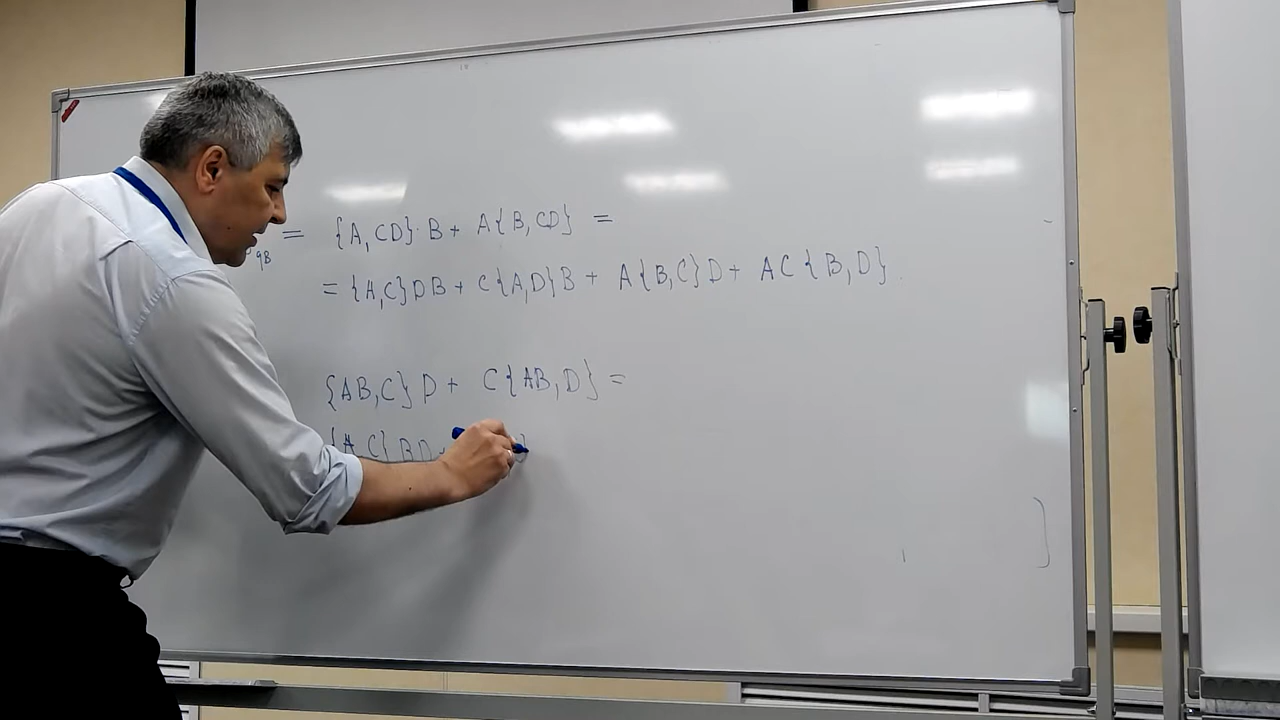 = {A,CD}·B + A{B,CD} =
= {A,C}DB + C{A,D}B + A{B,C}D + AC{B,D}.
{AB,C}D + C{AB,D} =
{A,C}BD